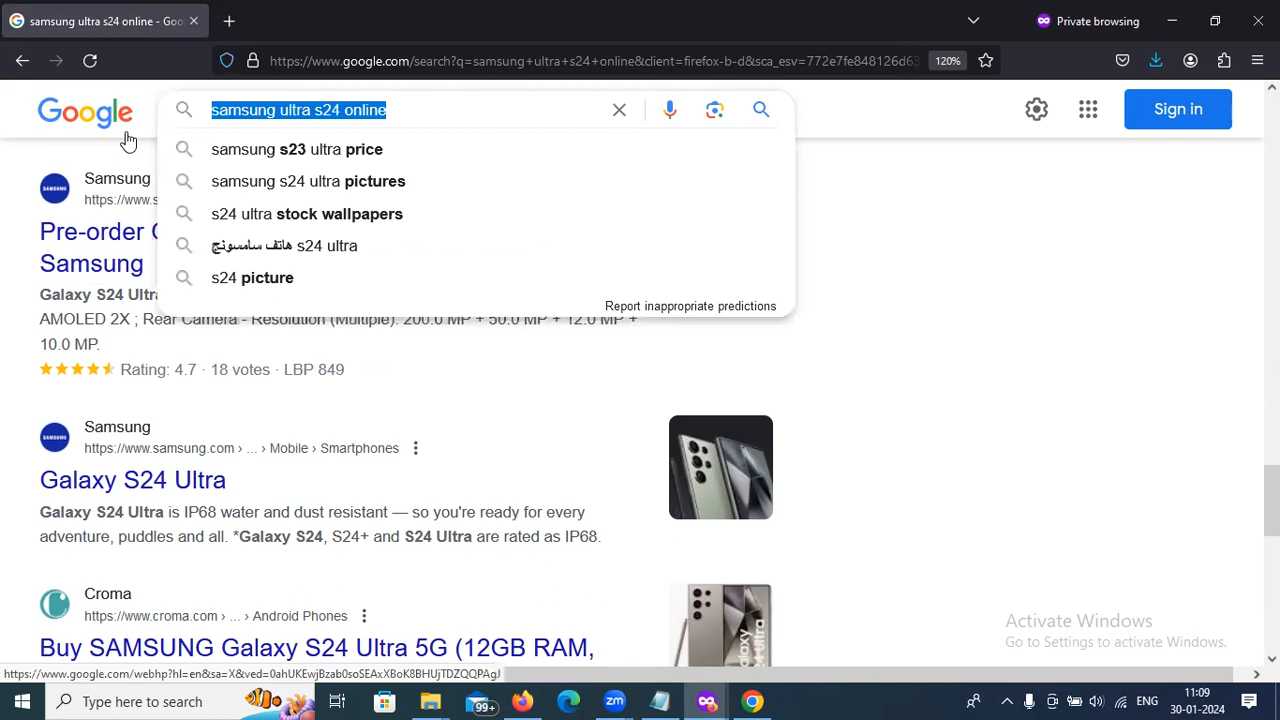 samsung ultra s24 online - Goo
Private browsing
https://www.google.com/search?q=samsung+ultra+s24+online&client=firefox-b-d&sca_esv=772e7fe848126d63
120%
Google
samsung ultra s24 online
Sign in
samsung s23 ultra price
samsung s24 ultra pictures
s24 ultra stock wallpapers
هاتف سامسونج s24 ultra
s24 picture
Report inappropriate predictions
SAMSUNG
Samsung
https://www.s
Pre-order
Samsung
Galaxy S24 Ultra
AMOLED 2X ; Rear Camera - Resolution (Multiple). 200.0 MP + 50.0 MP + 12.0 MP +
10.0 MP.
Rating: 4.7 · 18 votes · LBP 849
SAMSUNG
Samsung
https://www.samsung.com › ... › Mobile › Smartphones
Galaxy S24 Ultra
Galaxy S24 Ultra is IP68 water and dust resistant — so you're ready for every
adventure, puddles and all. *Galaxy S24, S24+ and S24 Ultra are rated as IP68.
Croma
https://www.croma.com › ... › Android Phones
Buy SAMSUNG Galaxy S24 Ultra 5G (12GB RAM,
Galaxy
S24 Ultra
Activate Windows
Go to Settings to activate Windows.
https://www.google.com/webhp?hl=en&sa=X&ved=0ahUKEwjBzab0soSEAxXBoK8BHUjTDZQQPAgJ
Type here to search
99+
zm
ENG
11:09
30-01-2024